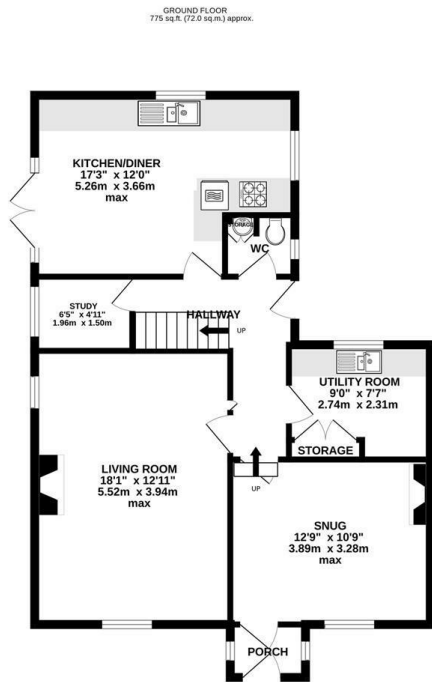 GROUND FLOOR
775 sq.ft. (72.0 sq.m.) approx.
KITCHEN/DINER
17'3" x 12'0"
5.26m x 3.66m
max
STORAGE
WC
STUDY
6'5" x 4'11"
1.96m x 1.50m
HALLWAY
UP
UTILITY ROOM
9'0" x 7'7"
2.74m x 2.31m
STORAGE
LIVING ROOM
18'1" x 12'11"
5.52m x 3.94m
max
UP
SNUG
12'9" x 10'9"
3.89m x 3.28m
max
PORCH